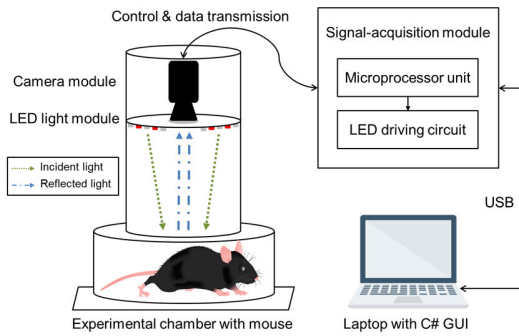 Control & data transmission
Signal-acquisition module
Camera module
Microprocessor unit
LED light module
LED driving circuit
Incident light
Reflected light
USB
Experimental chamber with mouse
Laptop with C# GUI